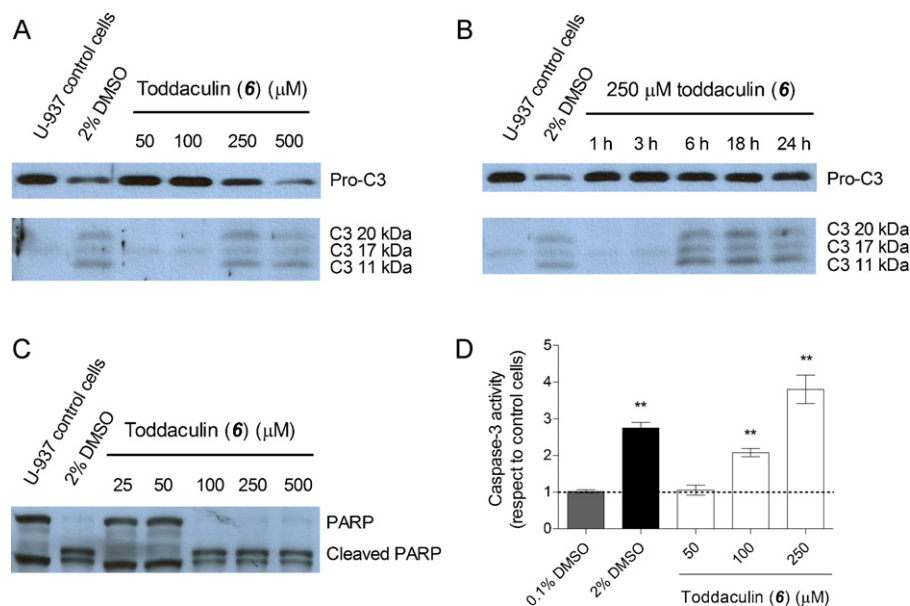 A
U-937 control cells
2% DMSO
Toddaculin (6) (μM)
50 100 250 500
Pro-C3
C3 20 kDa
C3 17 kDa
C3 11 kDa
B
U-937 control cells
2% DMSO
250 μM toddaculin (6)
1 h 3 h 6 h 18 h 24 h
Pro-C3
C3 20 kDa
C3 17 kDa
C3 11 kDa
C
U-937 control cells
2% DMSO
Toddaculin (6) (μM)
25 50 100 250 500
PARP
Cleaved PARP
D
Caspase-3 activity
(respect to control cells)
5
4
3
2
1
0
**
**
**
0.1% DMSO
2% DMSO
50
100
250
Toddaculin (6) (μM)